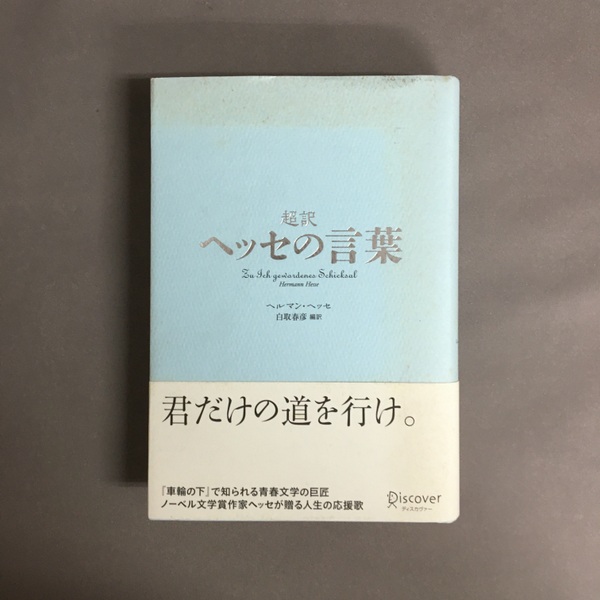 超訳
ヘッセの言葉
Zu Ich gewordenes Schicksal
Hermann Hesse
ヘルマン・ヘッセ
白取春彦 編訳
君だけの道を行け。
『車輪の下』で知られる青春文学の巨匠
ノーベル文学賞作家ヘッセが贈る人生の応援歌
Discover
ディスカヴァー